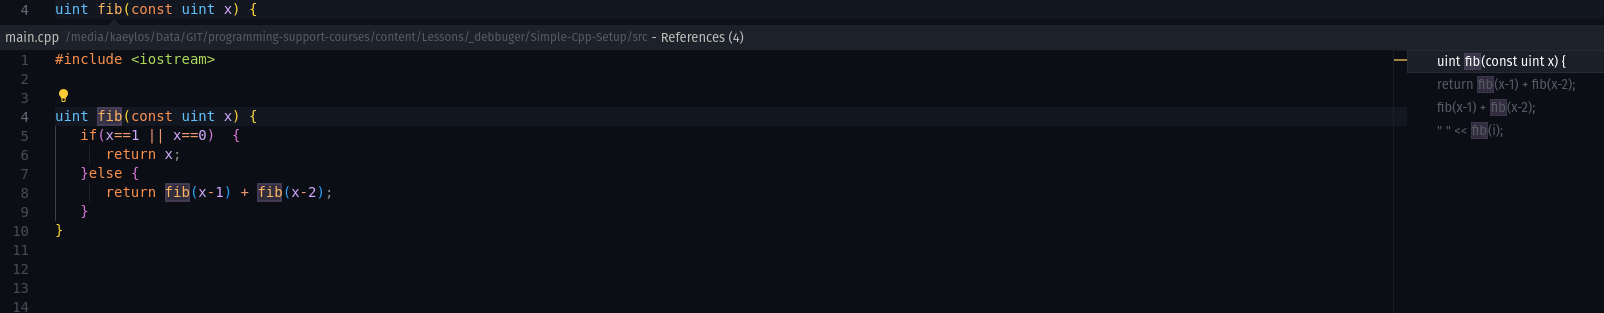 4 uint fib(const uint x) {
main.cpp /media/kaeylos/Data/GIT/programming-support-courses/content/Lessons/_debbuger/Simple-Cpp-Setup/src - References (4)
1 #include <iostream>
2
3
4 uint fib(const uint x) {
5 if(x==1 || x==0)  {
6 return x;
7 }else {
8 return fib(x-1) + fib(x-2);
9 }
10 }
11
12
13
14
uint fib(const uint x) {
return fib(x-1) + fib(x-2);
fib(x-1) + fib(x-2);
" " << fib(i);